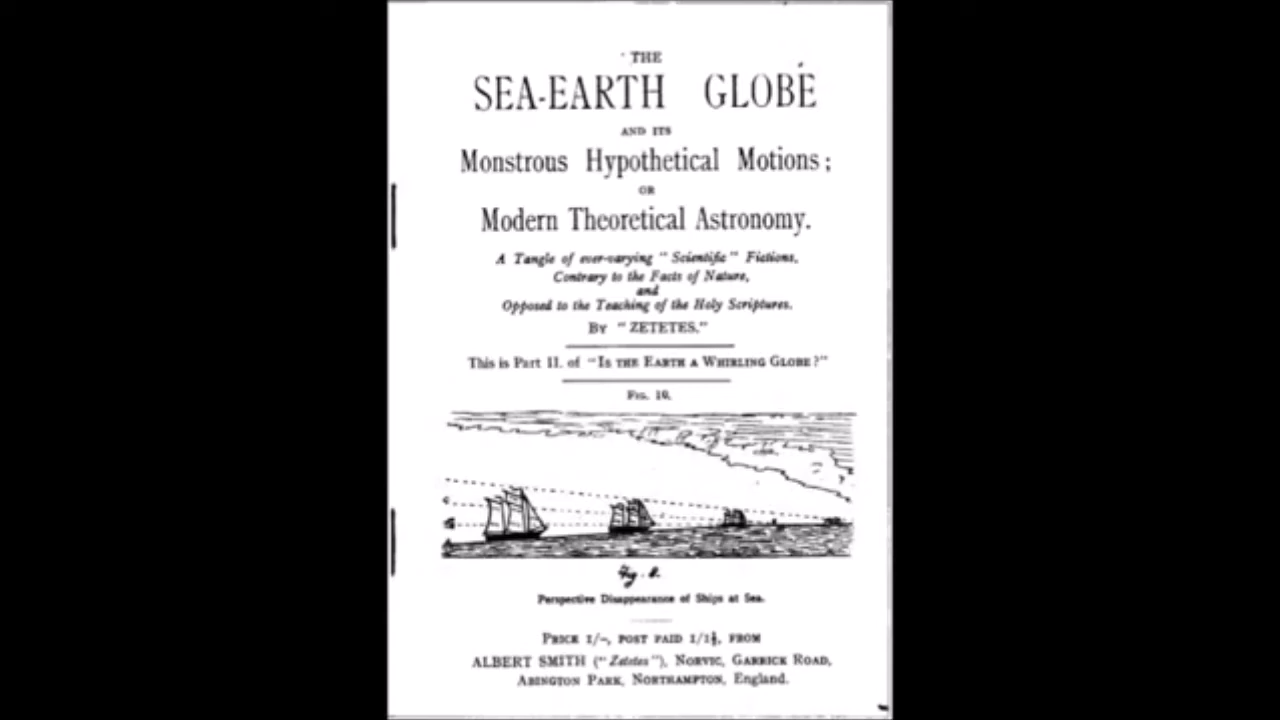 THE
SEA-EARTH GLOBE
AND ITS
Monstrous Hypothetical Motions;
OR
Modern Theoretical Astronomy.
A Tangle of ever-varying "Scientific" Fictions,
Contrary to the Facts of Nature,
and
Opposed to the Teaching of the Holy Scriptures.
BY "ZETETES."
This is Part II. of "IS THE EARTH A WHIRLING GLOBE?"
FIG. 10.
C
B
A
Fig. 8.
Perspective Disappearance of Ships at Sea.
PRICE 1/-, POST PAID 1/1½, FROM
ALBERT SMITH ("Zetetes"), NORVIC, GARRICK ROAD,
ABINGTON PARK, NORTHAMPTON, England.